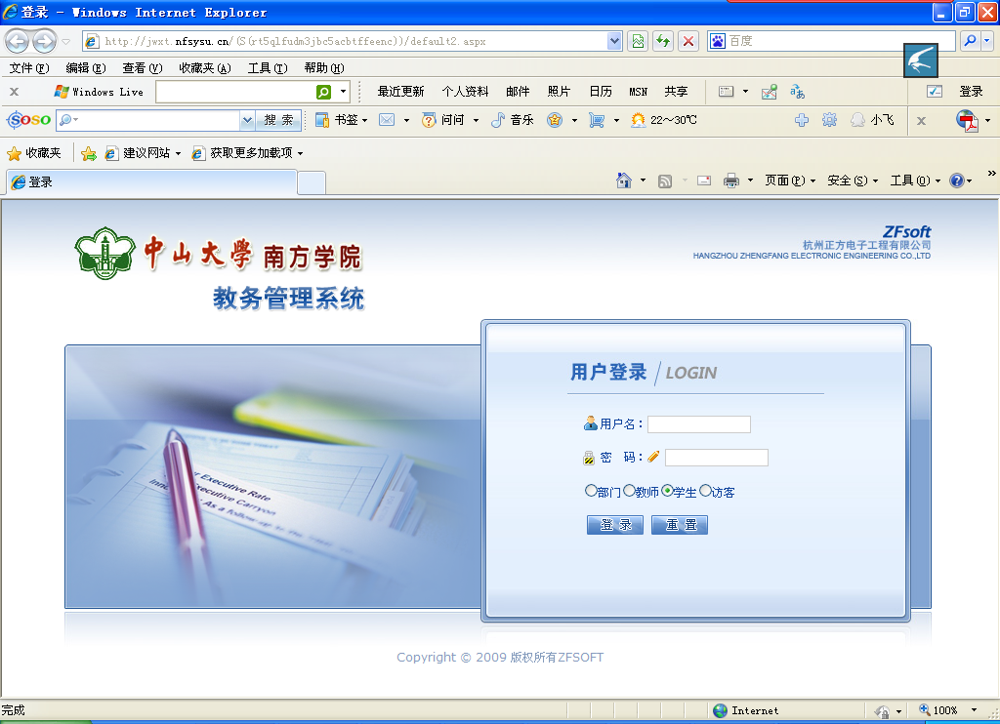 登录 - Windows Internet Explorer
http://jwxt.nfsysu.cn/(S(rt5qlfudm3jbc5acbtffeenc))/default2.aspx 百度
文件(F) 编辑(E) 查看(V) 收藏夹(A) 工具(T) 帮助(H)
Windows Live 最近更新 个人资料 邮件 照片 日历 MSN 共享 登录
SOSO 搜 索 书签 问问 音乐 22～30℃ 小飞
收藏夹 建议网站 获取更多加载项
登录 页面(P) 安全(S) 工具(O) »
中山大學 南方学院
教务管理系统
ZFsoft
杭州正方电子工程有限公司
HANGZHOU ZHENGFANG ELECTRONIC ENGINEERING CO.,LTD
用户登录 / LOGIN
用户名：
密 码：
部门 教师 学生 访客
登 录 重 置
Executive Rate
Executive Carryon
As a follow-up to the
Copyright © 2009 版权所有ZFSOFT
完成 Internet 100%